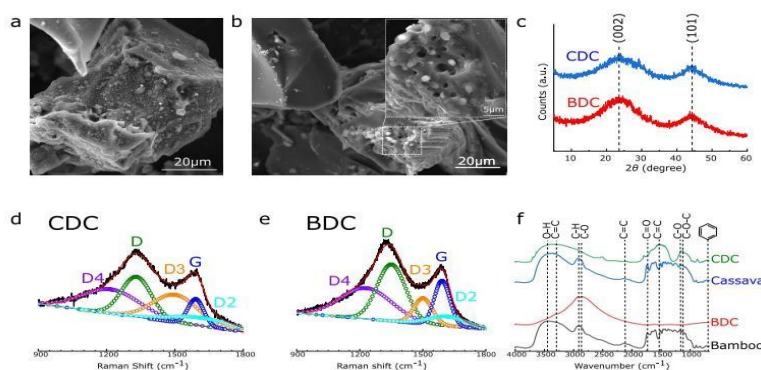 a
20μm
b
5μm
20μm
c
(002)
(101)
CDC
BDC
Counts (a.u.)
10 20 30 40 50 60
2θ (degree)
d
CDC
D
D4
D3
G
D2
900 1200 1500 1800
Raman Shift (cm⁻¹)
e
BDC
D
D4
D3
G
D2
900 1200 1500 1800
Raman shift (cm⁻¹)
f
O-H
C=C
C-H
C-O
C=C
C=O
C=C
C-O
C-O-C
CDC
Cassava
BDC
Bamboo
4000 3500 3000 2500 2000 1500 1000
Wavenumber (cm⁻¹)